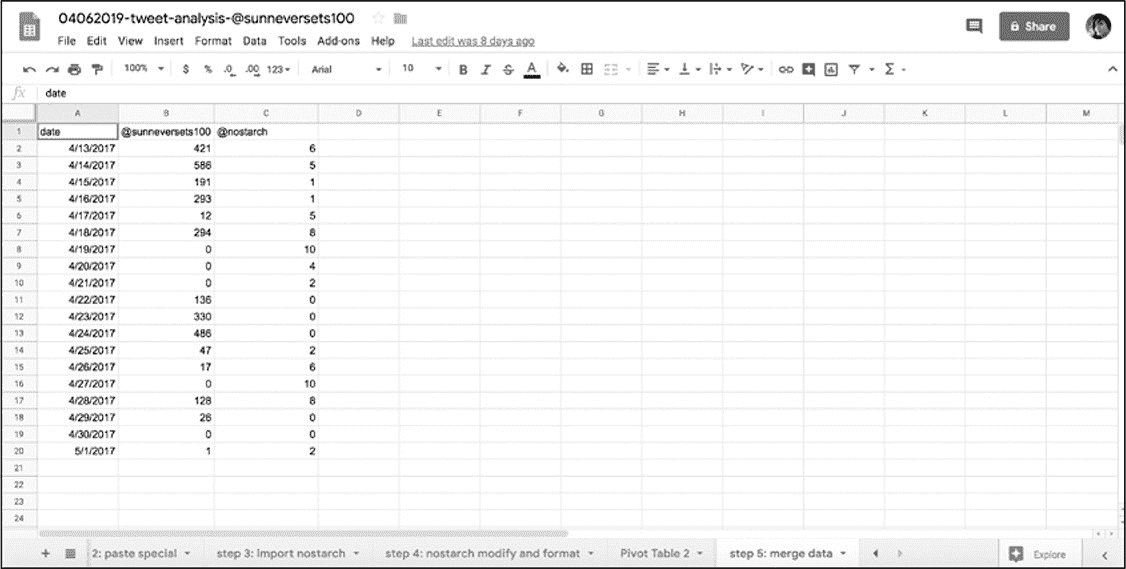 04062019-tweet-analysis-@sunneversets100
File Edit View Insert Format Data Tools Add-ons Help Last edit was 8 days ago
Share
100% $ % .0 .00 123 Arial 10 B I S A
fx date
A B C D E F G H I J K L M
1 date @sunneversets100 @nostarch
2 4/13/2017 421 6
3 4/14/2017 586 5
4 4/15/2017 191 1
5 4/16/2017 293 1
6 4/17/2017 12 5
7 4/18/2017 294 8
8 4/19/2017 0 10
9 4/20/2017 0 4
10 4/21/2017 0 2
11 4/22/2017 136 0
12 4/23/2017 330 0
13 4/24/2017 486 0
14 4/25/2017 47 2
15 4/26/2017 17 6
16 4/27/2017 0 10
17 4/28/2017 128 8
18 4/29/2017 26 0
19 4/30/2017 0 0
20 5/1/2017 1 2
21
22
23
24
2: paste special step 3: Import nostarch step 4: nostarch modify and format Pivot Table 2 step 5: merge data Explore